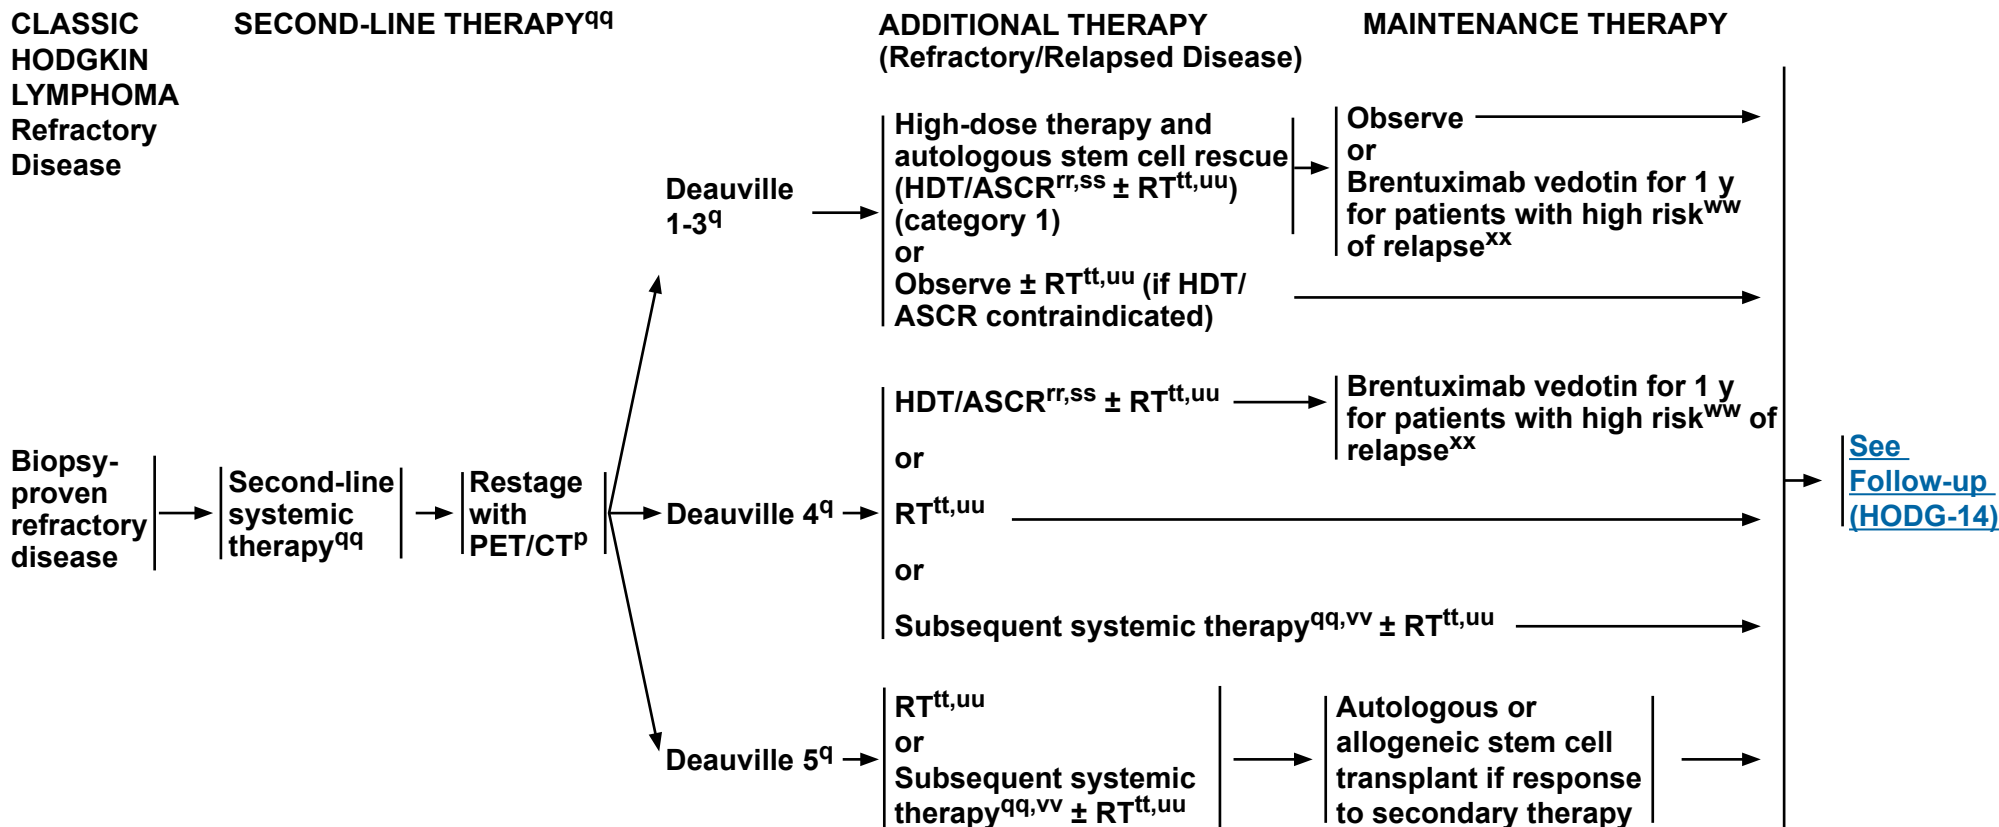 CLASSIC
HODGKIN
LYMPHOMA
Refractory
Disease
SECOND-LINE THERAPYqq
ADDITIONAL THERAPY
(Refractory/Relapsed Disease)
MAINTENANCE THERAPY
Biopsy-
proven
refractory
disease
Second-line
systemic
therapyqq
Restage
with
PET/CTp
Deauville
1-3q
High-dose therapy and
autologous stem cell rescue
(HDT/ASCRrr,ss ± RTtt,uu)
(category 1)
or
Observe ± RTtt,uu (if HDT/
ASCR contraindicated)
Observe
or
Brentuximab vedotin for 1 y
for patients with high riskww
of relapsexx
Deauville 4q
HDT/ASCRrr,ss ± RTtt,uu
or
RTtt,uu
or
Subsequent systemic therapyqq,vv ± RTtt,uu
Brentuximab vedotin for 1 y
for patients with high riskww of
relapsexx
Deauville 5q
RTtt,uu
or
Subsequent systemic
therapyqq,vv ± RTtt,uu
Autologous or
allogeneic stem cell
transplant if response
to secondary therapy
See
Follow-up
(HODG-14)